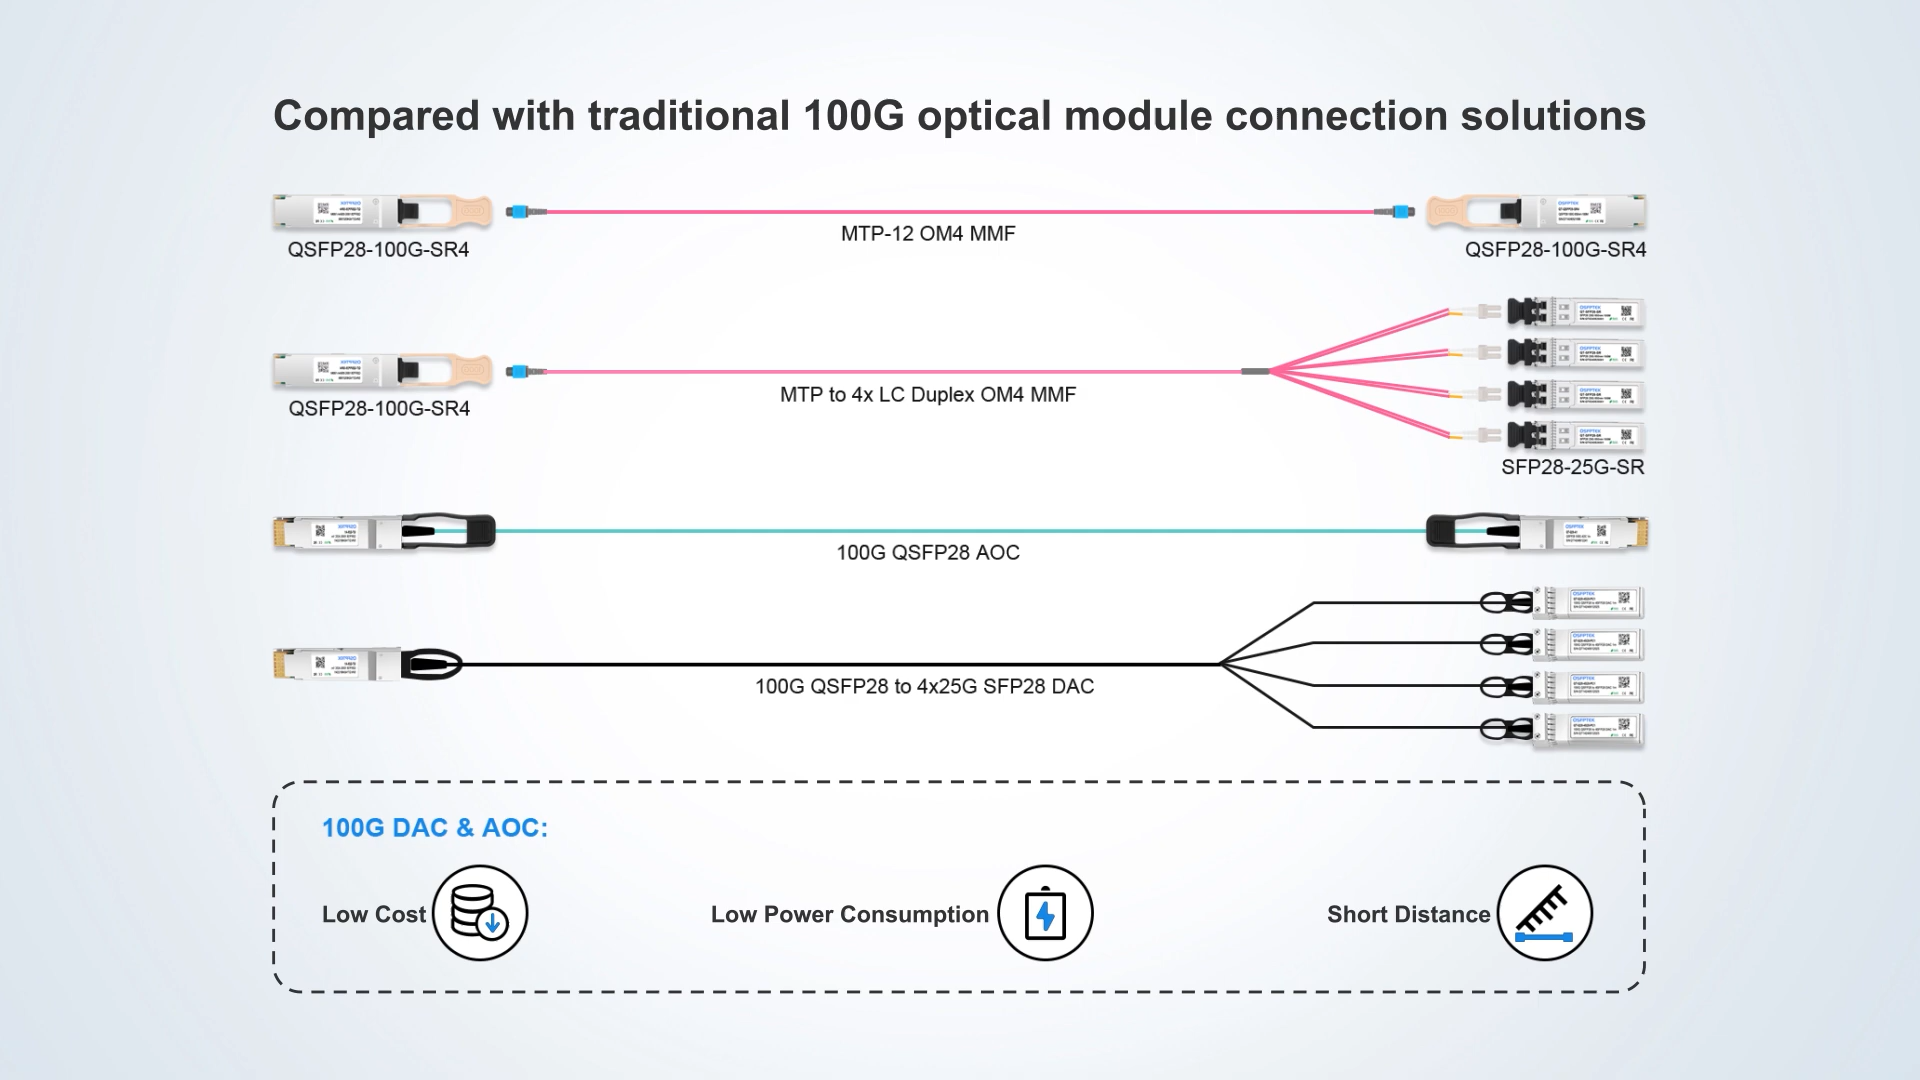 Compared with traditional 100G optical module connection solutions
QSFP28-100G-SR4
MTP-12 OM4 MMF
QSFP28-100G-SR4
QSFP28-100G-SR4
MTP to 4x LC Duplex OM4 MMF
SFP28-25G-SR
100G QSFP28 AOC
100G QSFP28 to 4x25G SFP28 DAC
100G DAC & AOC:
Low Cost
Low Power Consumption
Short Distance